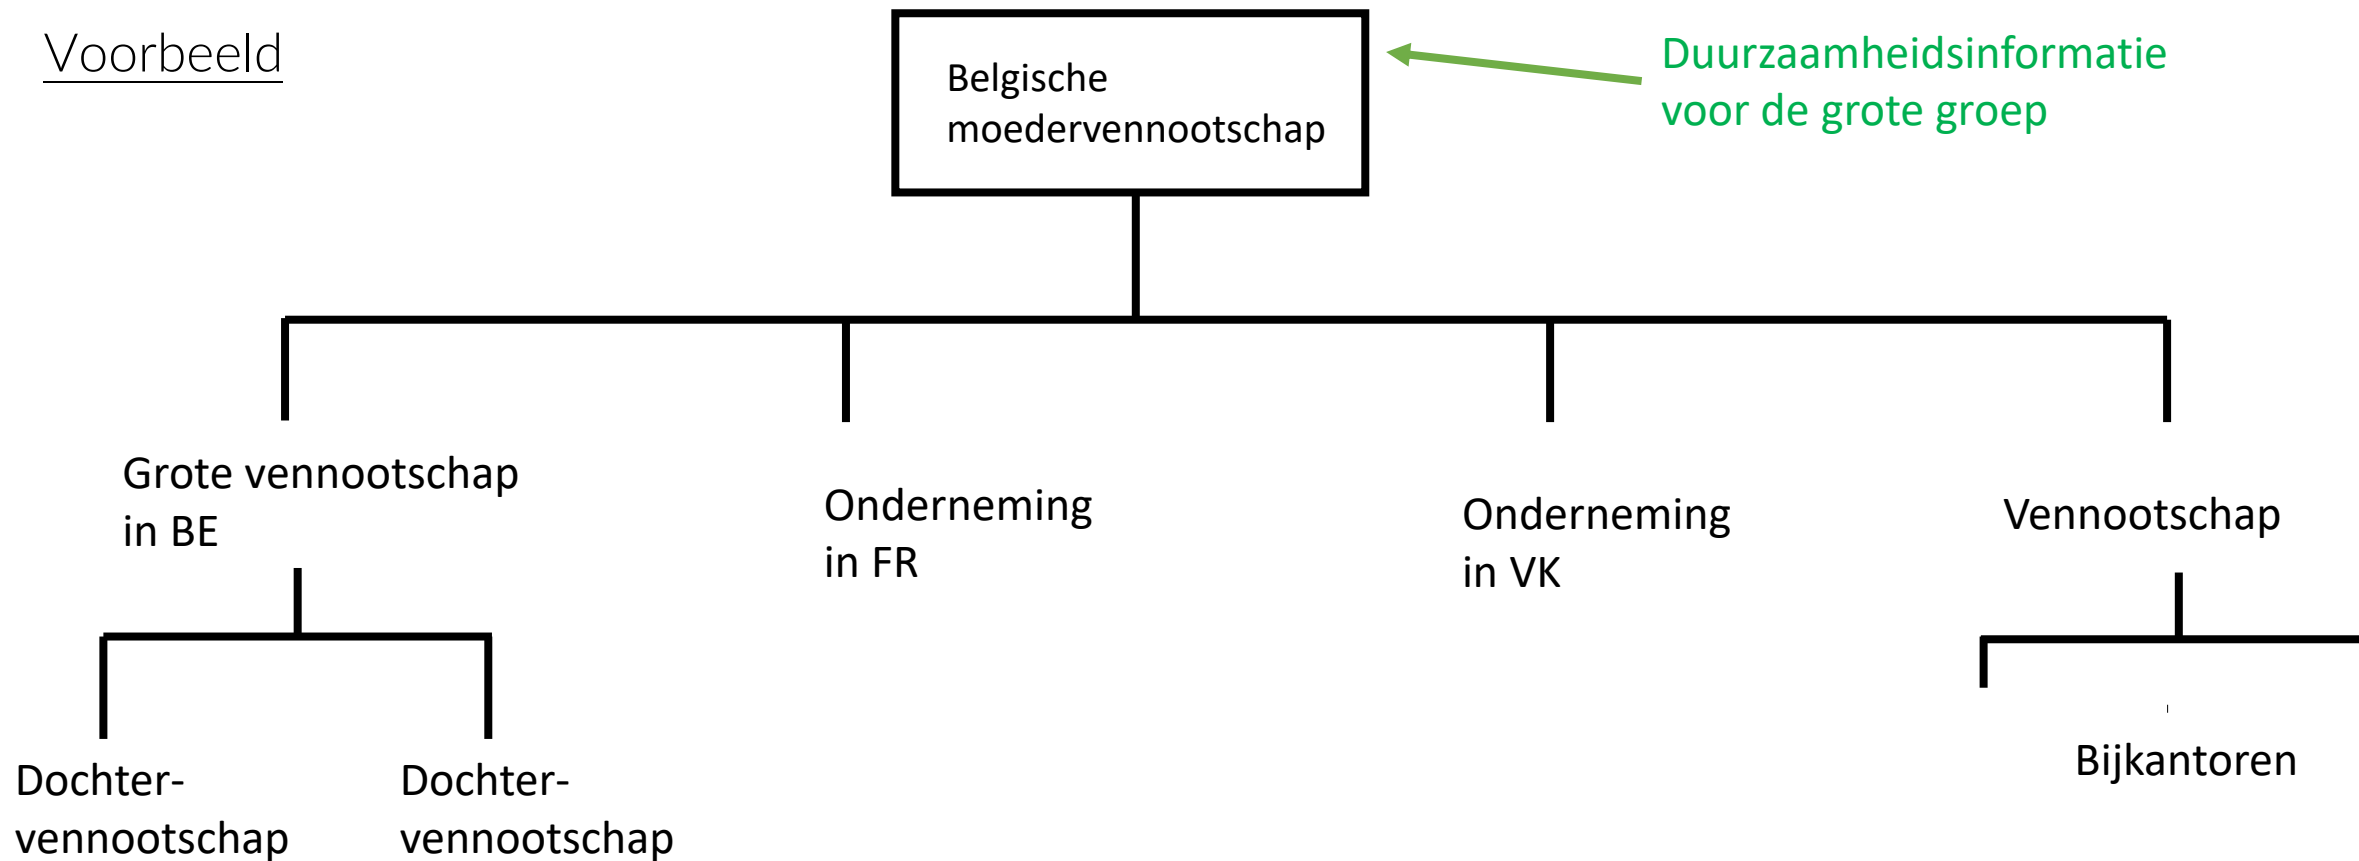 Voorbeeld
Belgische
moedervennootschap
Duurzaamheidsinformatie
voor de grote groep
Grote vennootschap
in BE
Onderneming
in FR
Onderneming
in VK
Vennootschap
Dochter-
vennootschap
Dochter-
vennootschap
Bijkantoren